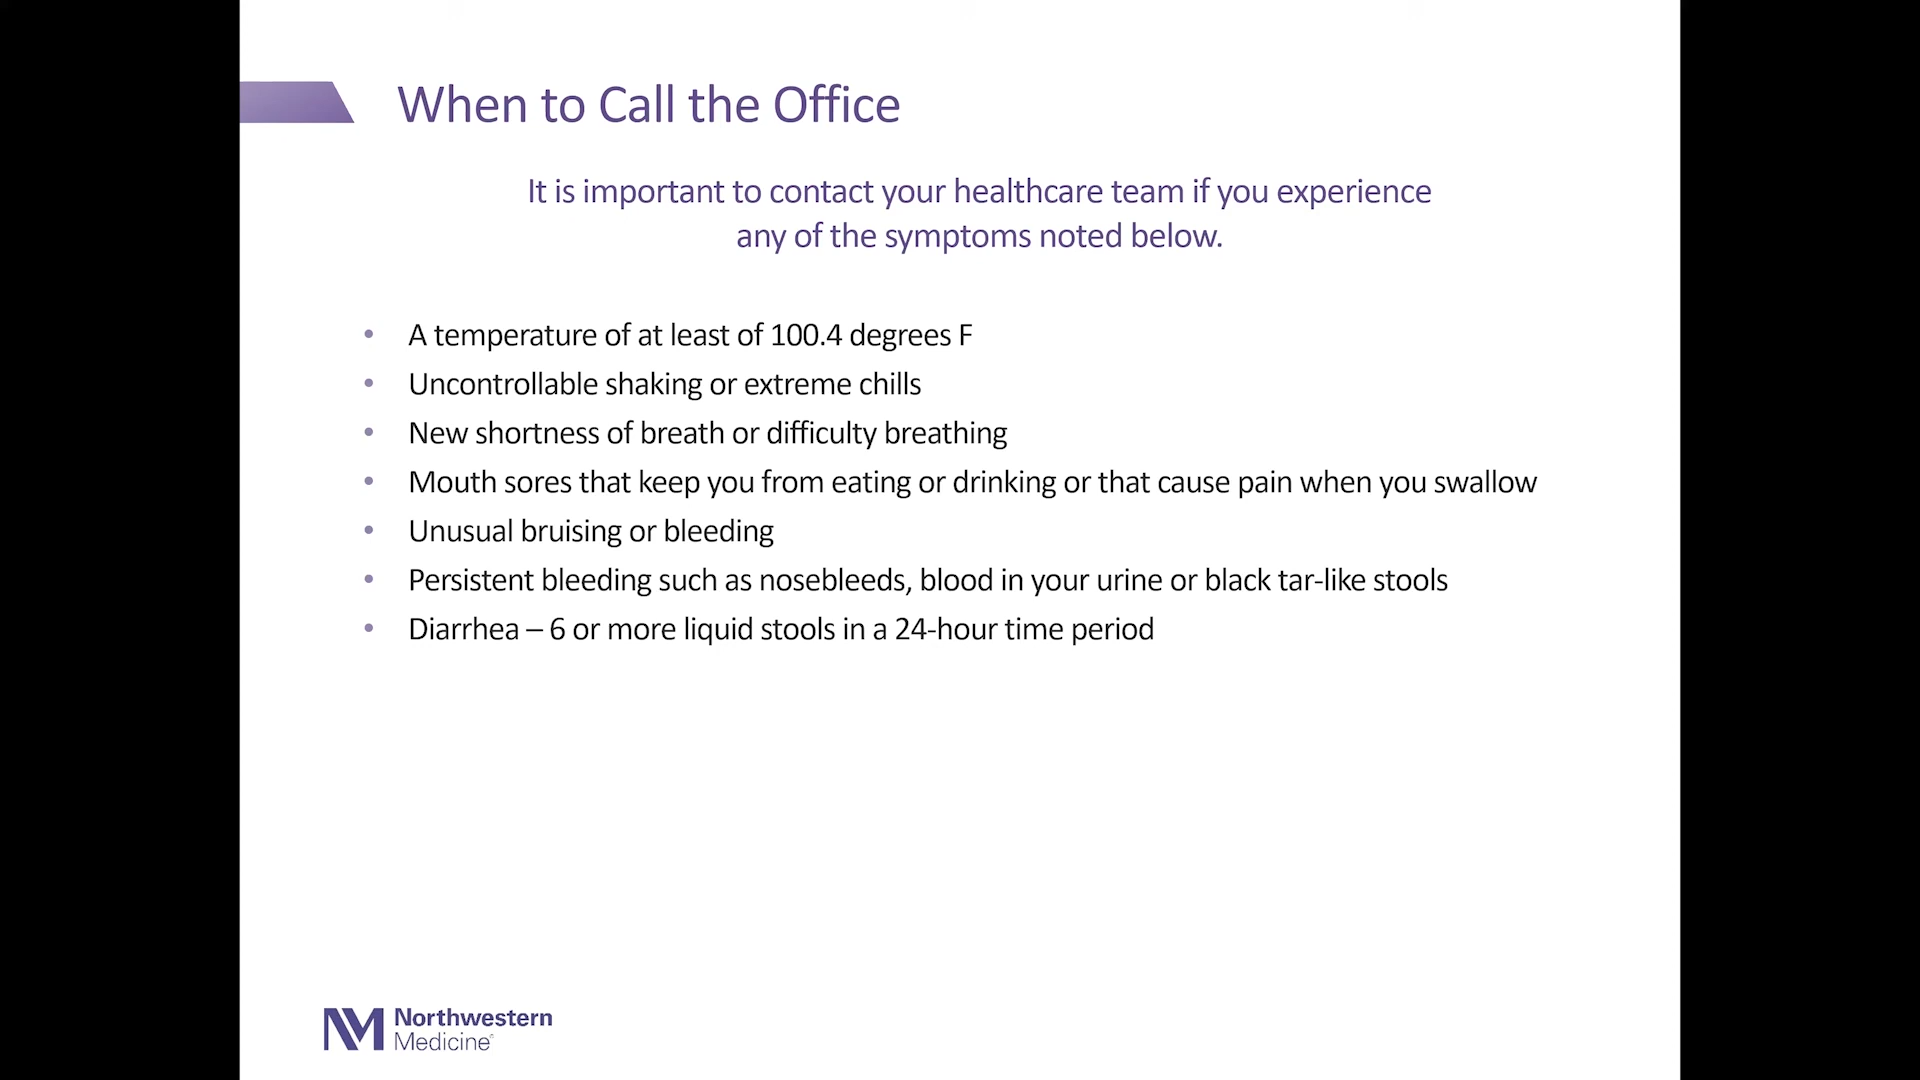 When to Call the Office
It is important to contact your healthcare team if you experience
any of the symptoms noted below.
• A temperature of at least of 100.4 degrees F
• Uncontrollable shaking or extreme chills
• New shortness of breath or difficulty breathing
• Mouth sores that keep you from eating or drinking or that cause pain when you swallow
• Unusual bruising or bleeding
• Persistent bleeding such as nosebleeds, blood in your urine or black tar-like stools
• Diarrhea – 6 or more liquid stools in a 24-hour time period
NM Northwestern
Medicine®